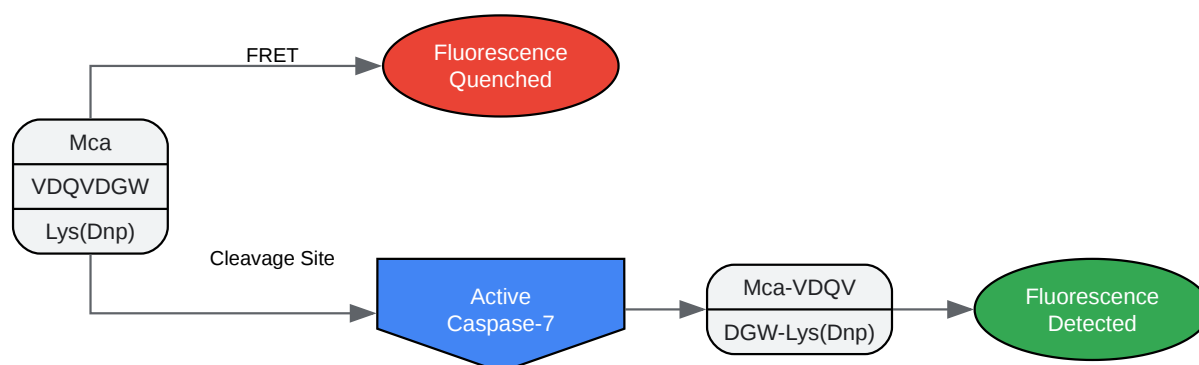 FRET
Fluorescence
Quenched
Mca
VDQVDGW
Lys(Dnp)
Cleavage Site
Active
Caspase-7
Mca-VDQV
DGW-Lys(Dnp)
Fluorescence
Detected